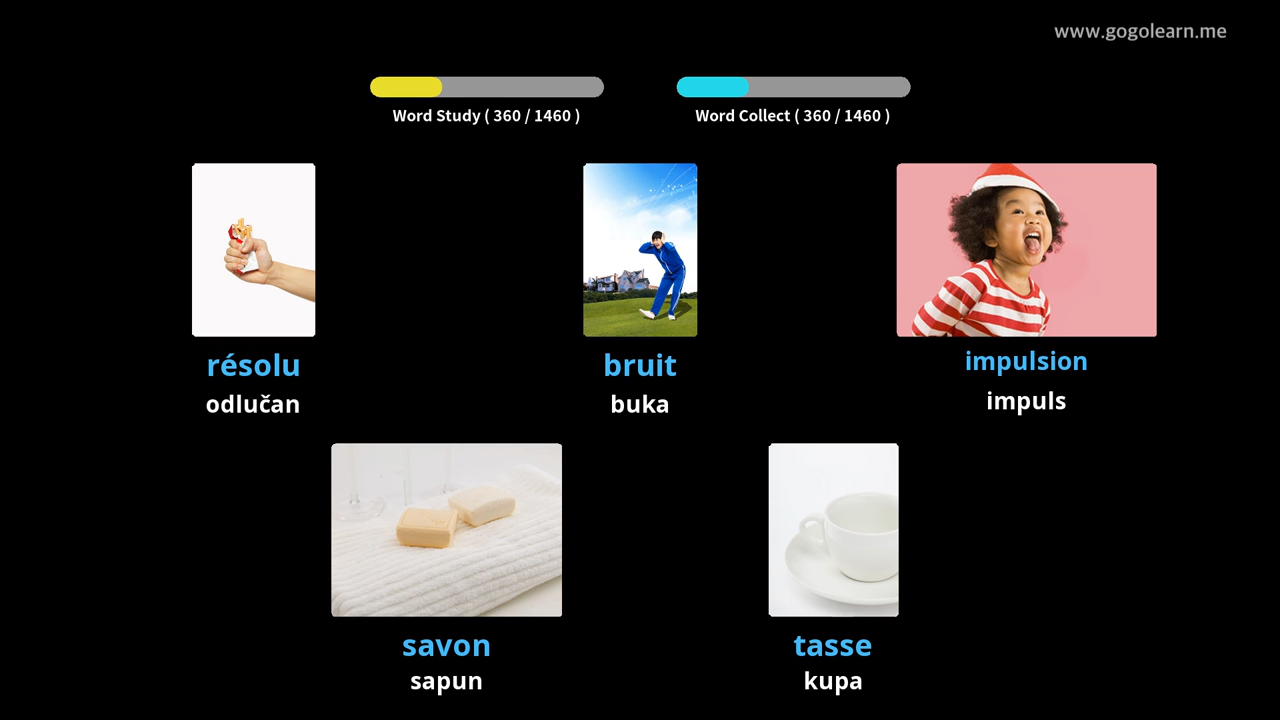 www.gogolearn.me
Word Study ( 360 / 1460 )
Word Collect ( 360 / 1460 )
résolu
odlučan
bruit
buka
impulsion
impuls
savon
sapun
tasse
kupa